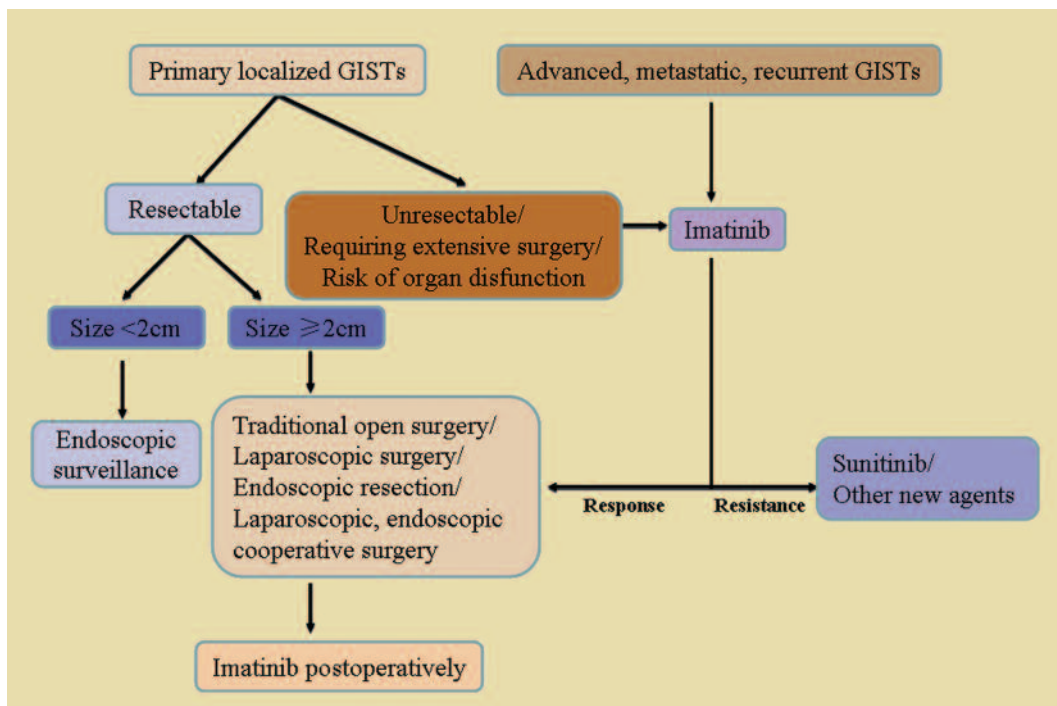 Primary localized GISTs
Advanced, metastatic, recurrent GISTs
Resectable
Unresectable/
Requiring extensive surgery/
Risk of organ disfunction
Imatinib
Size <2cm
Size ≥2cm
Endoscopic
surveillance
Traditional open surgery/
Laparoscopic surgery/
Endoscopic resection/
Laparoscopic, endoscopic
cooperative surgery
Response
Resistance
Sunitinib/
Other new agents
Imatinib postoperatively